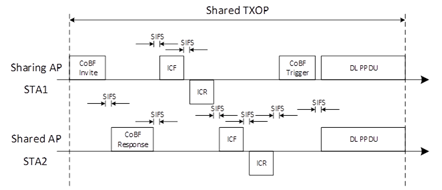 Shared TXOP
SIFS
SIFS
Sharing AP
CoBF Invite
ICF
CoBF Trigger
DL PPDU
STA1
ICR
SIFS
SIFS
SIFS
SIFS
SIFS
SIFS
Shared AP
CoBF Response
ICF
DL PPDU
STA2
ICR